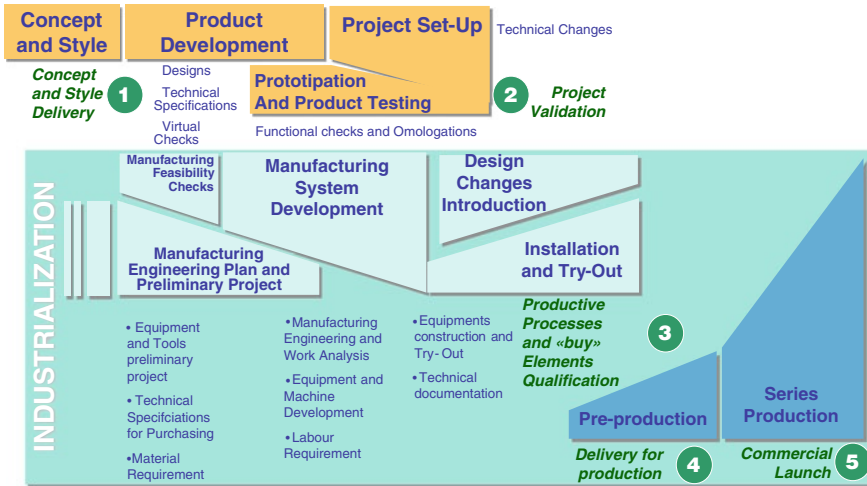 Concept
and Style
Product
Development
Project Set-Up
Technical Changes
Concept
and Style
Delivery
1
Designs
Technical
Specifications
Virtual
Checks
Prototipation
And Product Testing
2
Project
Validation
Functional checks and Omologations
INDUSTRIALIZATION
Manufacturing
Feasibility
Checks
Manufacturing
System
Development
Design
Changes
Introduction
Manufacturing
Engineering Plan and
Preliminary Project
Installation
and Try-Out
• Equipment
and Tools
preliminary
project
• Technical
Specifciations
for Purchasing
•Material
Requirement
•Manufacturing
Engineering and
Work Analysis
•Equipment and
Machine
Development
•Labour
Requirement
•Equipments
construction and
Try-Out
•Technical
documentation
Productive
Processes
and «buy»
Elements
Qualification
3
Pre-production
Series
Production
Delivery for
production
4
Commercial
Launch
5